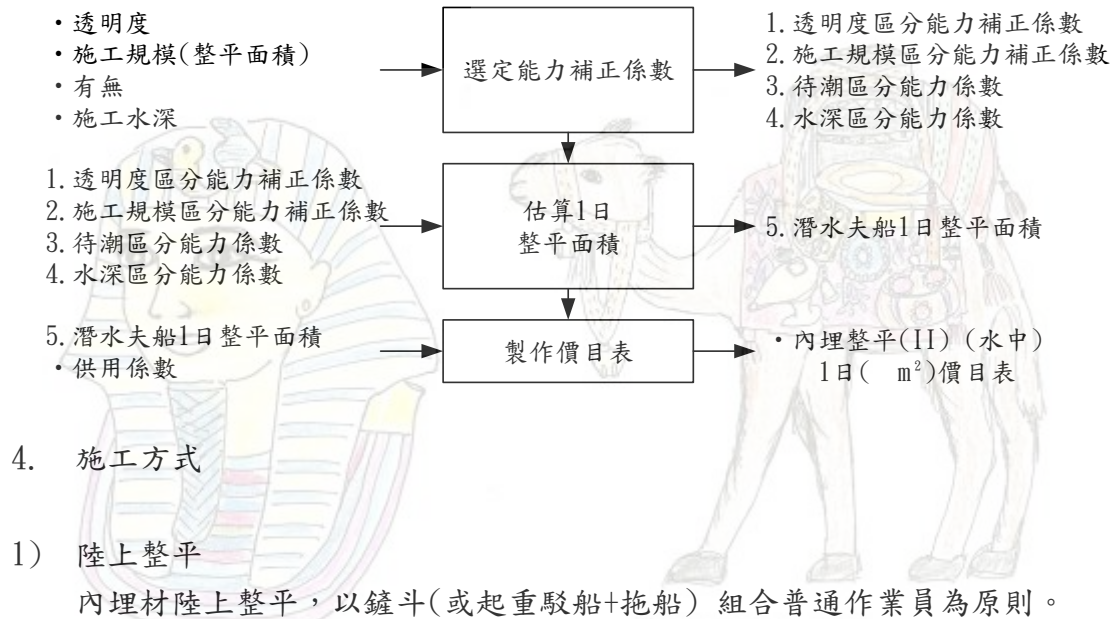 ・透明度
・施工規模(整平面積)
・有無
・施工水深
選定能力補正係數
1.透明度區分能力補正係數
2.施工規模區分能力補正係數
3.待潮區分能力係數
4.水深區分能力係數
1.透明度區分能力補正係數
2.施工規模區分能力補正係數
3.待潮區分能力係數
4.水深區分能力係數
估算1日
整平面積
5.潛水夫船1日整平面積
5.潛水夫船1日整平面積
・供用係數
製作價目表
・內埋整平(II) (水中)
1日( m²)價目表
4. 施工方式
1) 陸上整平
內埋材陸上整平，以鏟斗(或起重駁船+拖船) 組合普通作業員為原則。